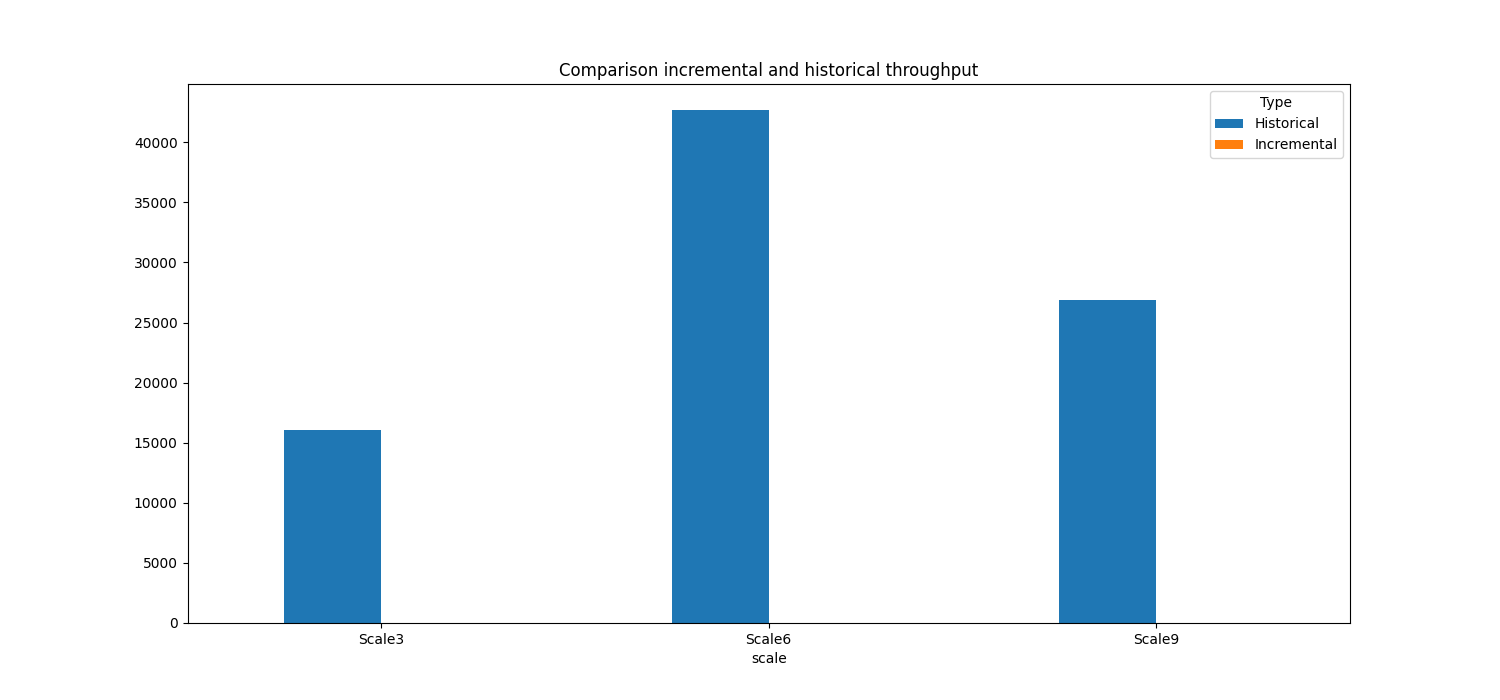 Comparison incremental and historical throughput
Type
Historical
Incremental
40000
35000
30000
25000
20000
15000
10000
5000
0
Scale3 Scale6 Scale9
scale